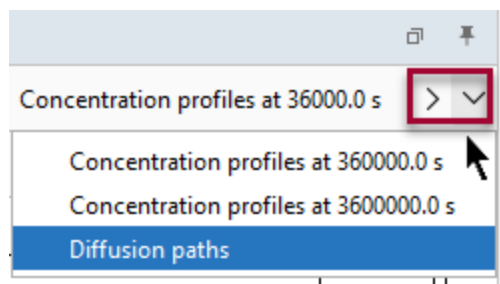 Concentration profiles at 36000.0 s
Concentration profiles at 360000.0 s
Concentration profiles at 3600000.0 s
Diffusion paths